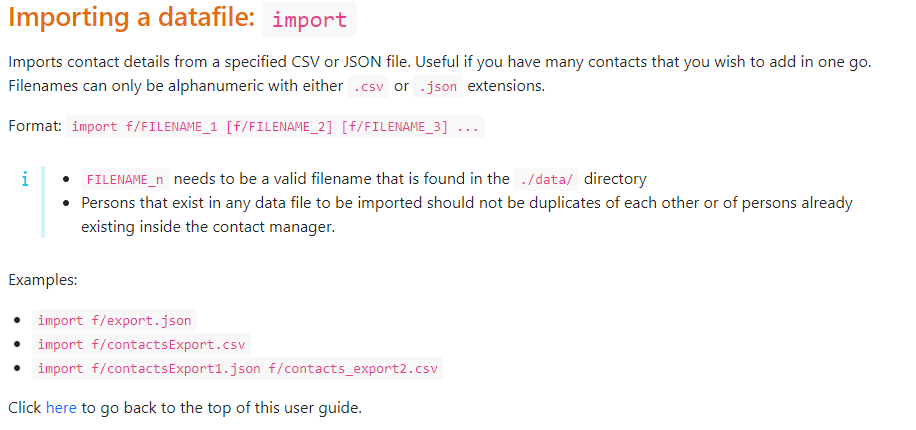 Importing a datafile: import
Imports contact details from a specified CSV or JSON file. Useful if you have many contacts that you wish to add in one go.
Filenames can only be alphanumeric with either .csv or .json extensions.
Format: import f/FILENAME_1 [f/FILENAME_2] [f/FILENAME_3] ...
i
• FILENAME_n needs to be a valid filename that is found in the ./data/ directory
• Persons that exist in any data file to be imported should not be duplicates of each other or of persons already
existing inside the contact manager.
Examples:
• import f/export.json
• import f/contactsExport.csv
• import f/contactsExport1.json f/contacts_export2.csv
Click here to go back to the top of this user guide.